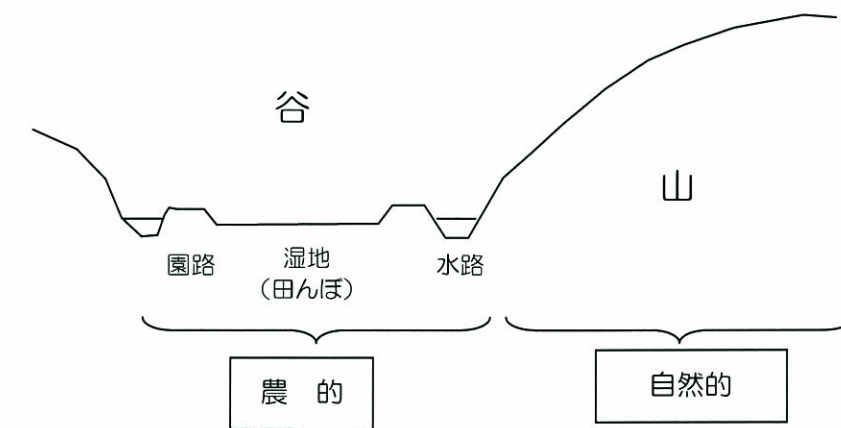 谷
山
園路
湿地
(田んぼ)
水路
農 的
自然的